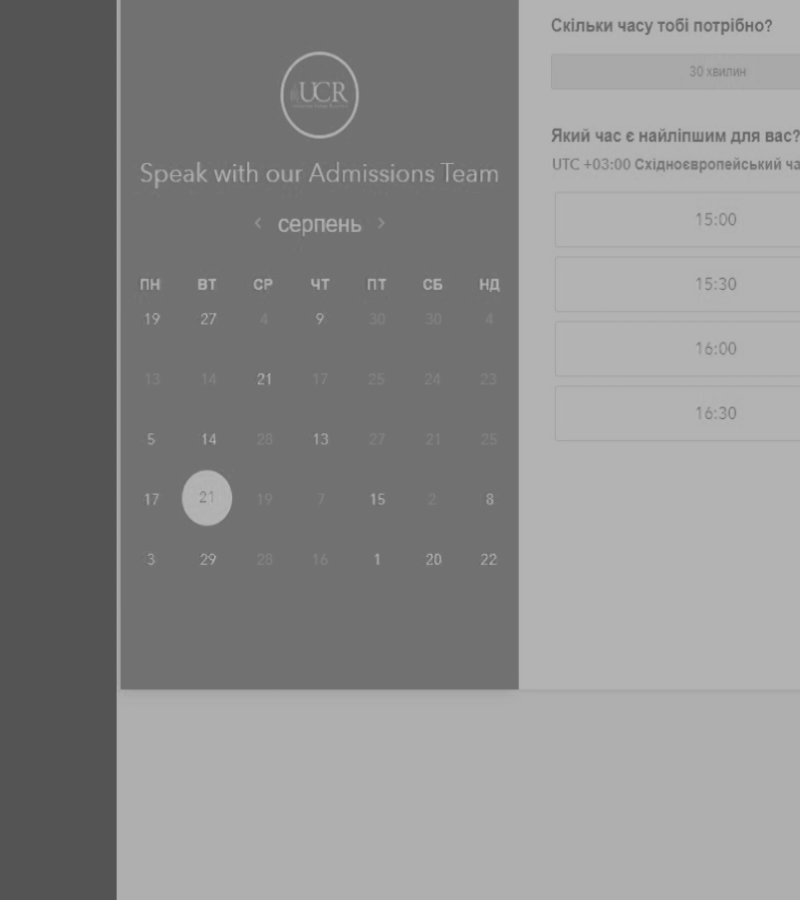 UCR
Speak with our Admissions Team
< серпень >
ПН ВТ СР ЧТ ПТ СБ НД
19 27 4 9 30 30 4
13 14 21 17 25 24 23
5 14 28 13 27 21 25
17 21 19 7 15 2 8
3 29 28 16 1 20 22
Скільки часу тобі потрібно?
30 хвилин
Який час є найліпшим для вас?
UTC +03:00 Східноєвропейський ча
15:00
15:30
16:00
16:30